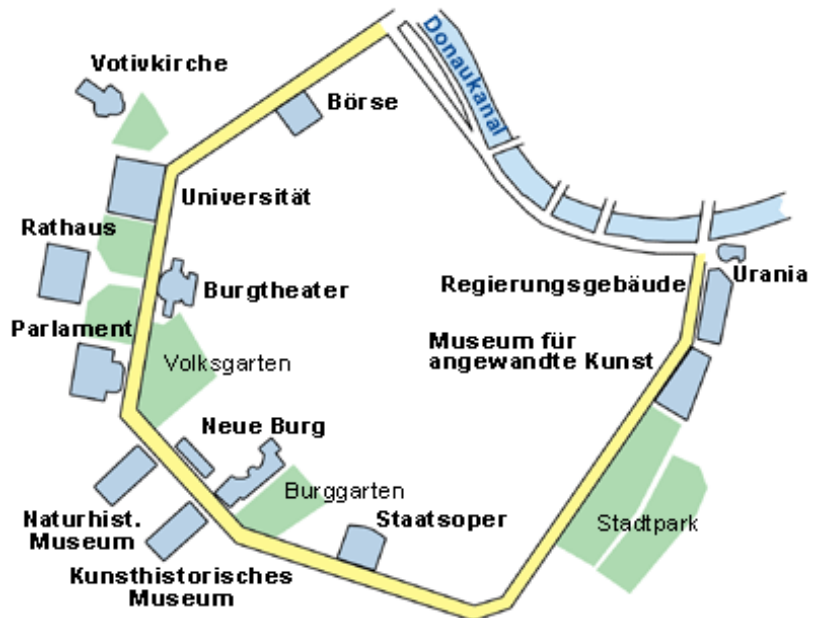 Donaukanal
Votivkirche
Börse
Universität
Rathaus
Burgtheater
Regierungsgebäude
Urania
Parlament
Museum für
angewandte Kunst
Volksgarten
Neue Burg
Burggarten
Naturhist.
Museum
Staatsoper
Stadtpark
Kunsthistorisches
Museum